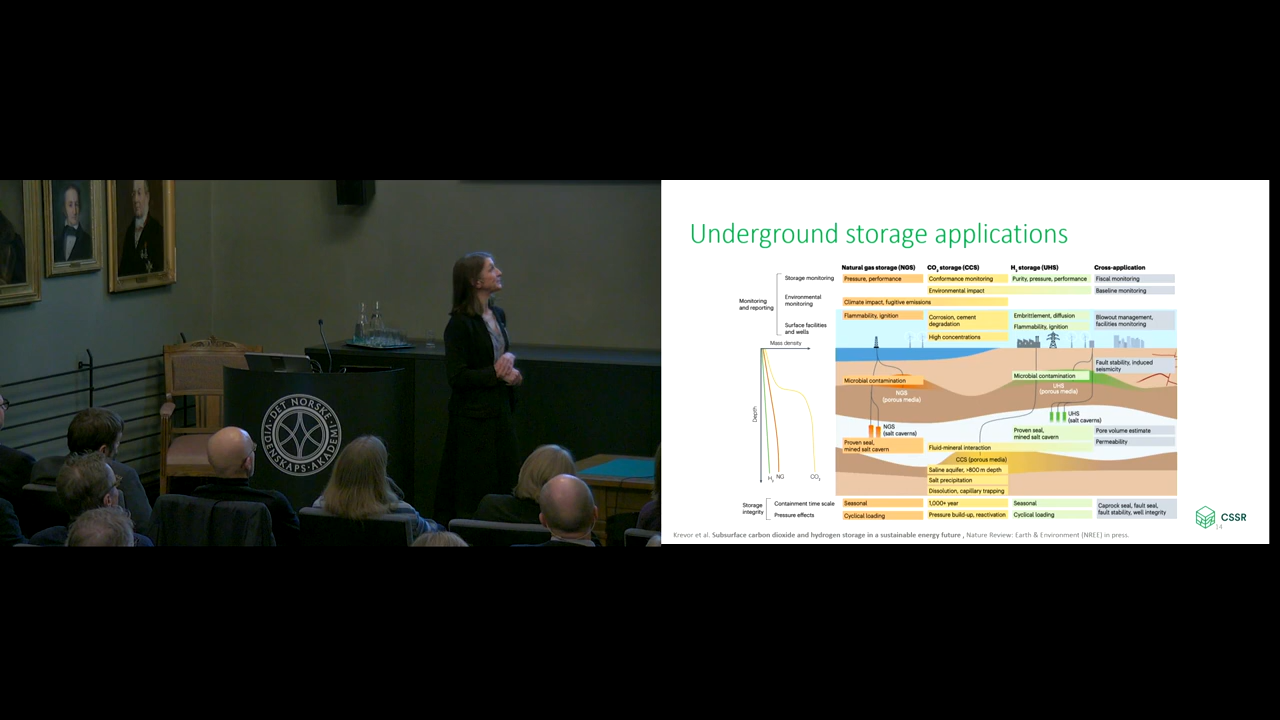 Underground storage applications
Natural gas storage (NGS)
CO2 storage (CCS)
H2 storage (UHS)
Cross-application
Monitoring
and reporting
Storage monitoring
Pressure, performance
Conformance monitoring
Purity, pressure, performance
Fiscal monitoring
Environmental impact
Baseline monitoring
Environmental
monitoring
Climate impact, fugitive emissions
Surface facilities
and wells
Flammability, ignition
Corrosion, cement
degradation
High concentrations
Embrittlement, diffusion
Flammability, ignition
Blowout management,
facilities monitoring
Mass density
Depth
H2
NG
CO2
Fault stability, induced
seismicity
Microbial contamination
NGS
(porous media)
Microbial contamination
UHS
(porous media)
NGS
(salt caverns)
UHS
(salt caverns)
Proven seal,
mined salt cavern
Proven seal,
mined salt cavern
Pore volume estimate
Permeability
Fluid-mineral interaction
CCS (porous media)
Saline aquifer, >800 m depth
Salt precipitation
Dissolution, capillary trapping
Storage
integrity
Containment time scale
Seasonal
1,000+ year
Seasonal
Caprock seal, fault seal,
fault stability, well integrity
Pressure effects
Cyclical loading
Pressure build-up, reactivation
Cyclical loading
CSSR
Krevor et al. Subsurface carbon dioxide and hydrogen storage in a sustainable energy future , Nature Review: Earth & Environment (NREE) in press.
DET NORSKE